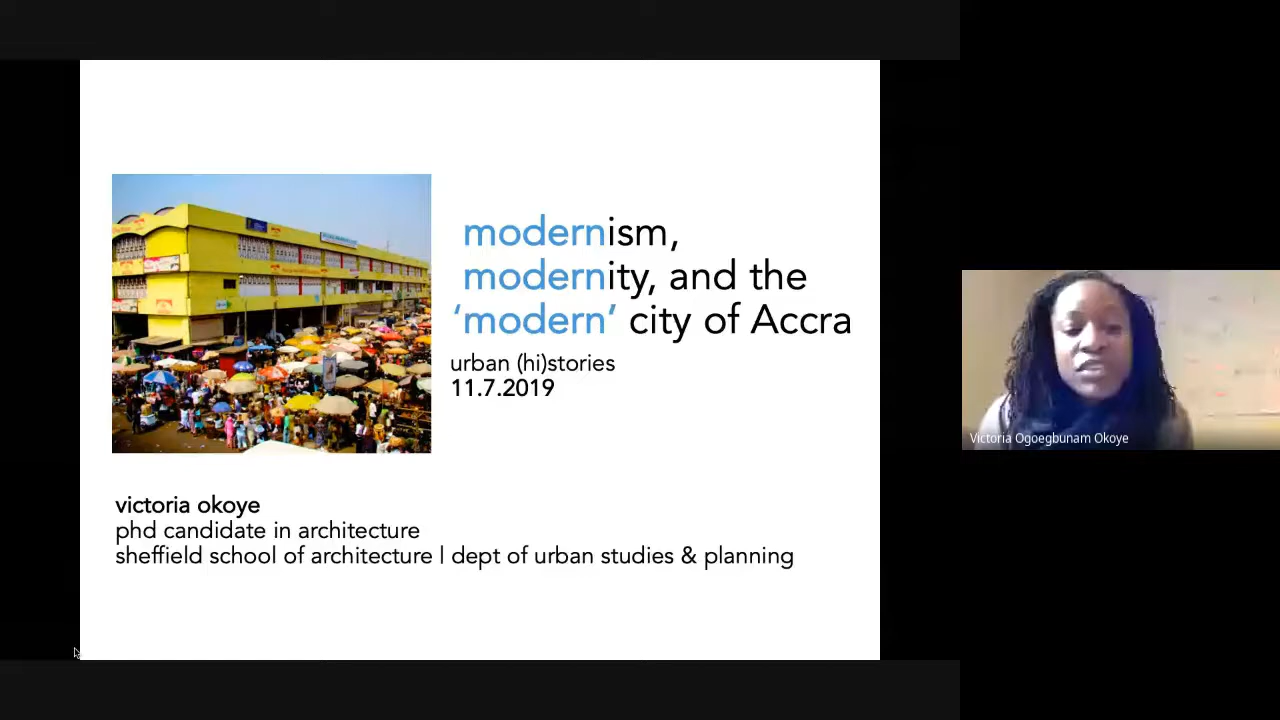 modernism,
modernity, and the
‘modern’ city of Accra
urban (hi)stories
11.7.2019
victoria okoye
phd candidate in architecture
sheffield school of architecture | dept of urban studies & planning
Victoria Ogoegbunam Okoye